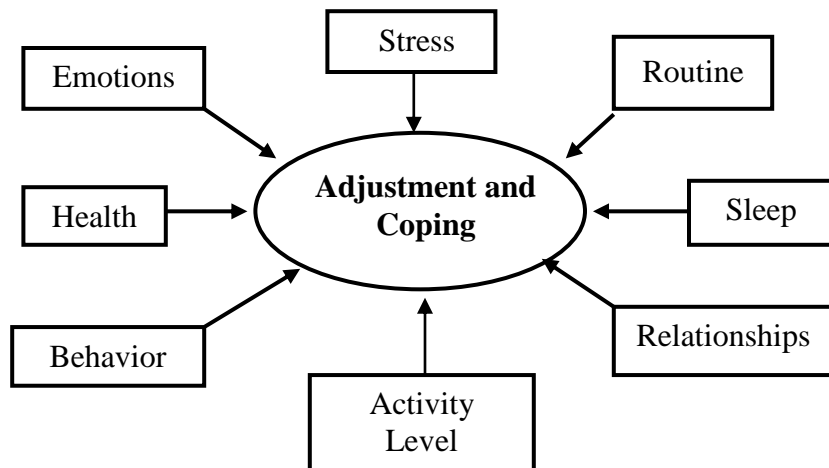 Stress
Emotions
Routine
Adjustment and
Coping
Health
Sleep
Behavior
Relationships
Activity
Level